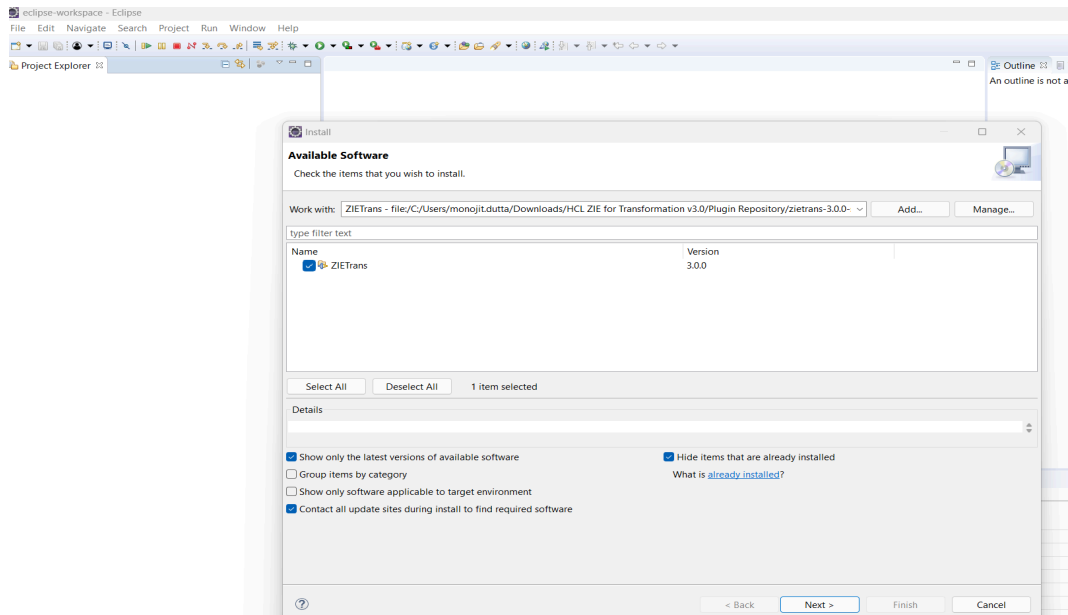 eclipse-workspace - Eclipse
File Edit Navigate Search Project Run Window Help
Project Explorer
Outline
An outline is not a
Install
Available Software
Check the items that you wish to install.
Work with: ZIETrans - file:/C:/Users/monojit.dutta/Downloads/HCL ZIE for Transformation v3.0/Plugin Repository/zietrans-3.0.0- Add... Manage...
type filter text
Name Version
ZIETrans 3.0.0
Select All Deselect All 1 item selected
Details
Show only the latest versions of available software Hide items that are already installed
Group items by category What is already installed?
Show only software applicable to target environment
Contact all update sites during install to find required software
< Back Next > Finish Cancel